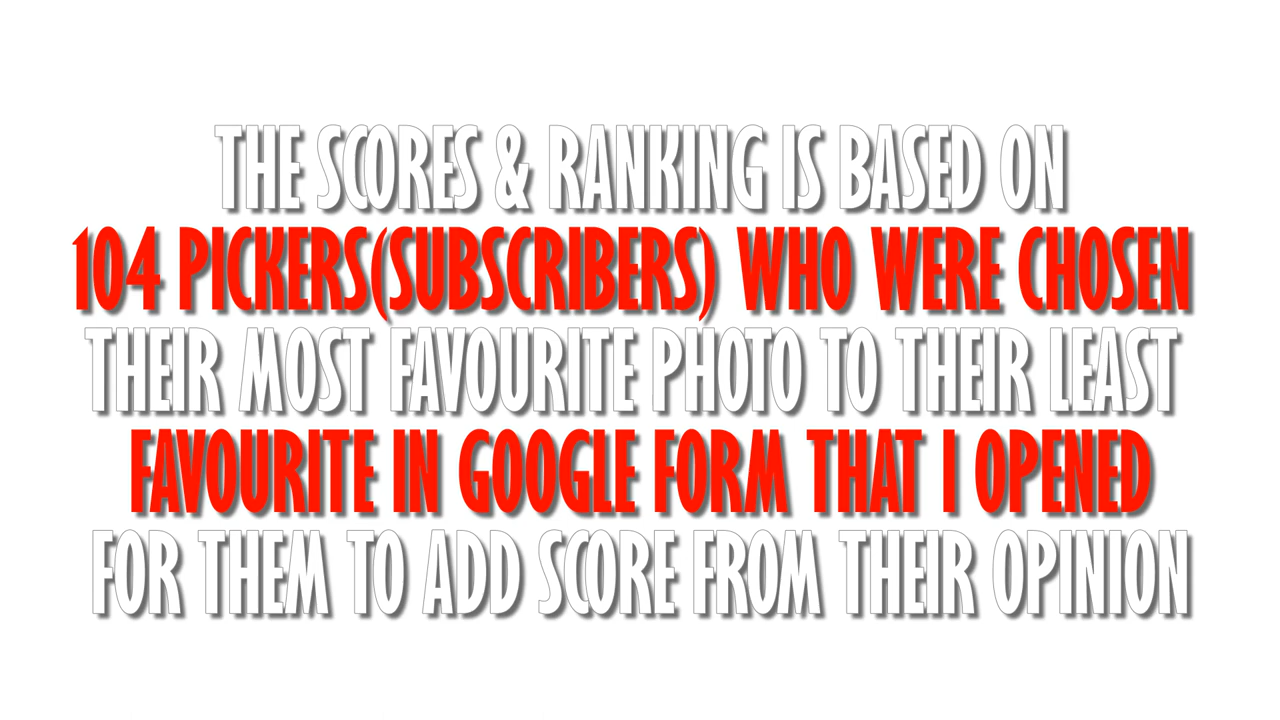 THE SCORES & RANKING IS BASED ON
104 PICKERS(SUBSCRIBERS) WHO WERE CHOSEN
THEIR MOST FAVOURITE PHOTO TO THEIR LEAST
FAVOURITE IN GOOGLE FORM THAT I OPENED
FOR THEM TO ADD SCORE FROM THEIR OPINION